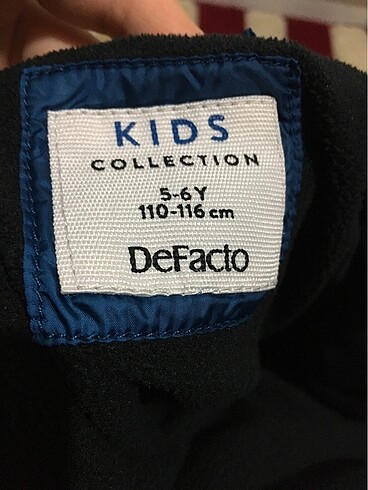 KIDS
COLLECTION
5-6Y
110-116 cm
DeFacto